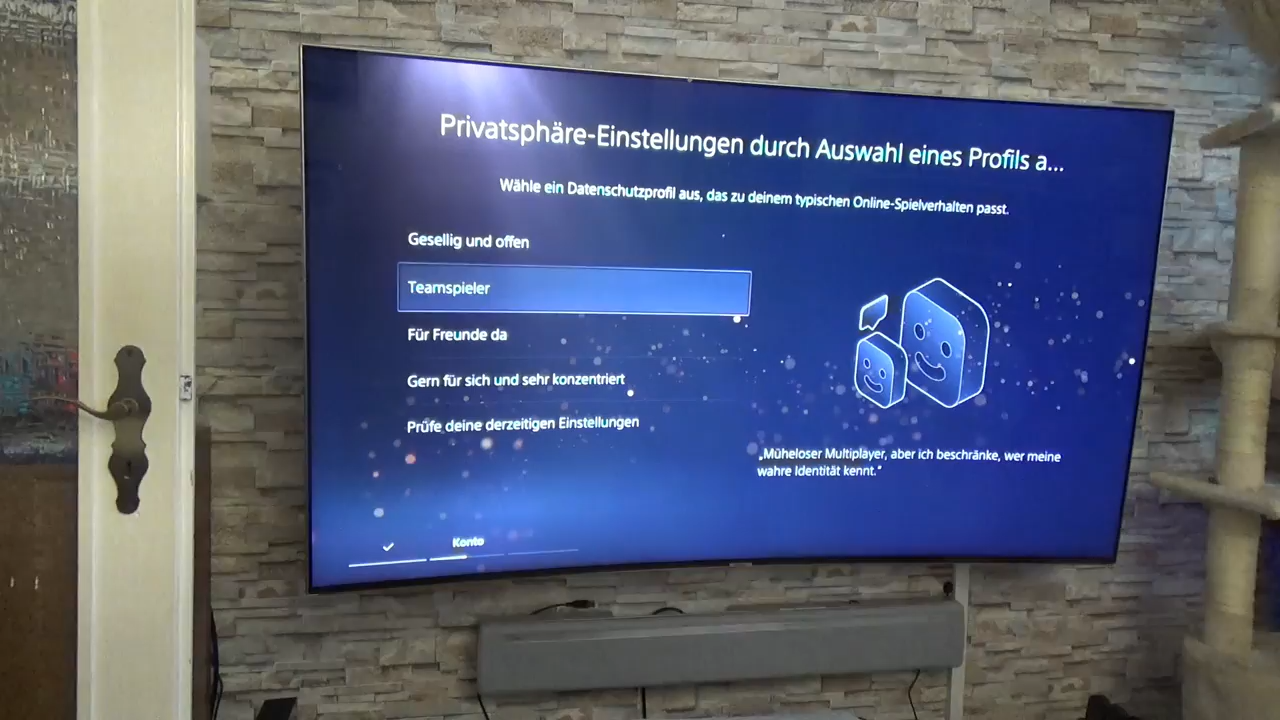 Privatsphäre-Einstellungen durch Auswahl eines Profils a...
Wähle ein Datenschutzprofil aus, das zu deinem typischen Online-Spielverhalten passt.
Gesellig und offen
Teamspieler
Für Freunde da
Gern für sich und sehr konzentriert
Prüfe deine derzeitigen Einstellungen
„Müheloser Multiplayer, aber ich beschränke, wer meine
wahre Identität kennt.“
Konto